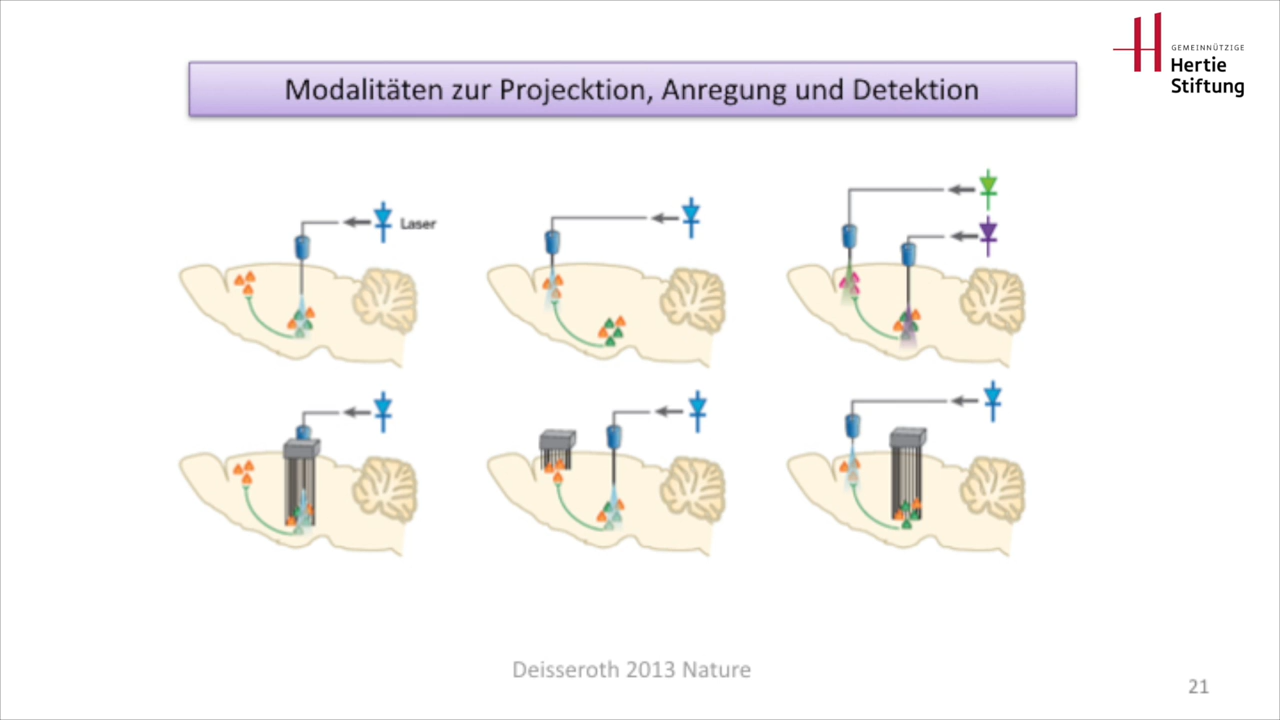 GEMEINNÜTZIGE
Hertie
Stiftung
Modalitäten zur Projecktion, Anregung und Detektion
Laser
Deisseroth 2013 Nature
21